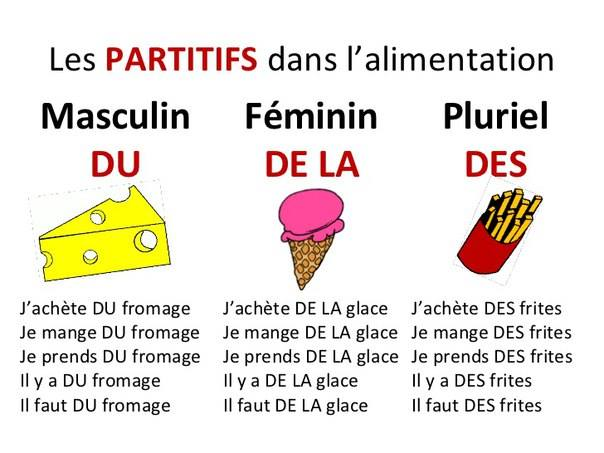 Les PARTITIFS dans l’alimentation
Masculin
DU
Féminin
DE LA
Pluriel
DES
J’achète DU fromage
Je mange DU fromage
Je prends DU fromage
Il y a DU fromage
Il faut DU fromage
J’achète DE LA glace
Je mange DE LA glace
Je prends DE LA glace
Il y a DE LA glace
Il faut DE LA glace
J’achète DES frites
Je mange DES frites
Je prends DES frites
Il y a DES frites
Il faut DES frites